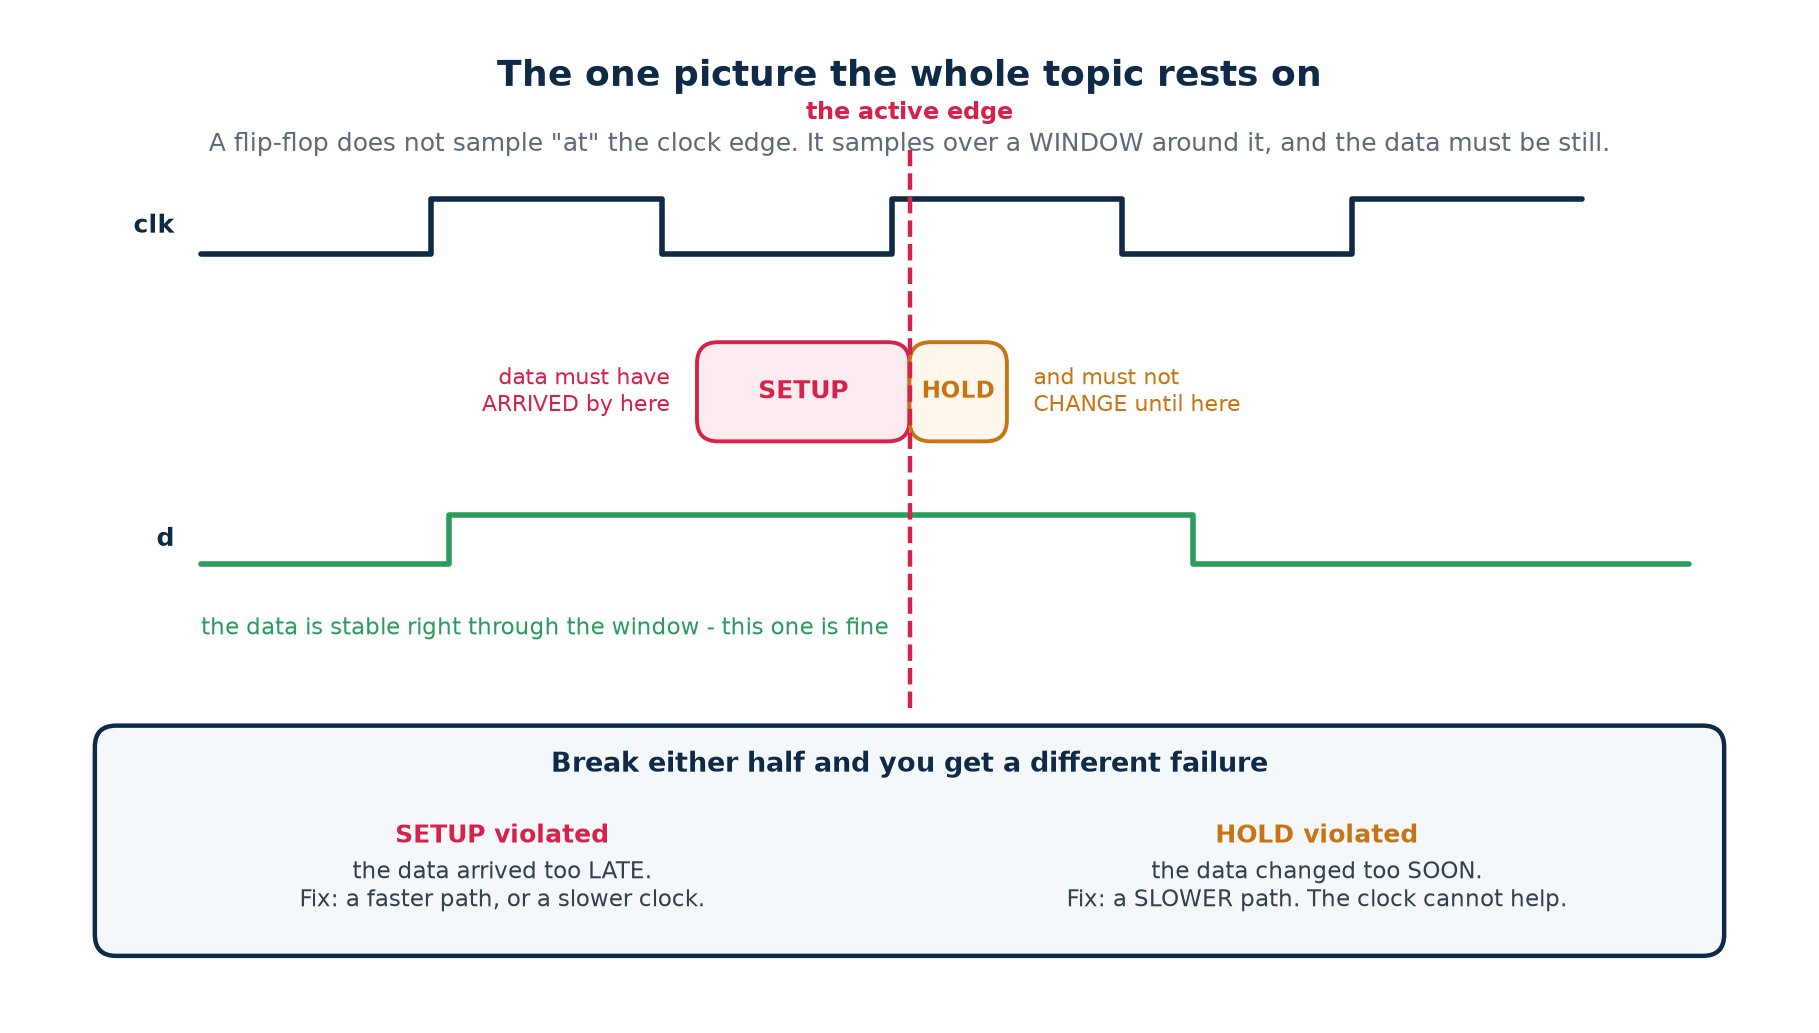 The one picture the whole topic rests on
the active edge
A flip-flop does not sample "at" the clock edge. It samples over a WINDOW around it, and the data must be still.
clk
data must have
ARRIVED by here
SETUP
HOLD
and must not
CHANGE until here
d
the data is stable right through the window - this one is fine
Break either half and you get a different failure
SETUP violated
the data arrived too LATE.
Fix: a faster path, or a slower clock.
HOLD violated
the data changed too SOON.
Fix: a SLOWER path. The clock cannot help.